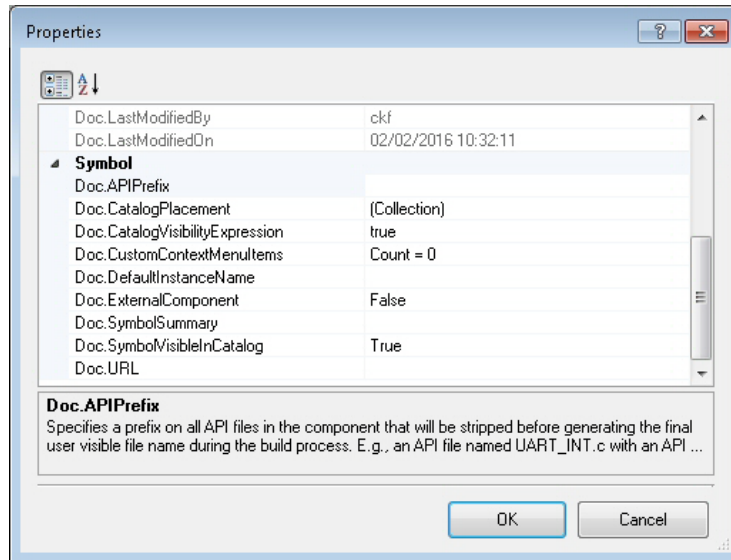 Properties
Doc.LastModifiedBy ckf
Doc.LastModifiedOn 02/02/2016 10:32:11
Symbol
Doc.APIPrefix
Doc.CatalogPlacement (Collection)
Doc.CatalogVisibilityExpression true
Doc.CustomContextMenuItems Count = 0
Doc.DefaultInstanceName
Doc.ExternalComponent False
Doc.SymbolSummary
Doc.SymbolVisibleInCatalog True
Doc.URL
Doc.APIPrefix
Specifies a prefix on all API files in the component that will be stripped before generating the final
user visible file name during the build process. E.g., an API file named UART_INT.c with an API ...
OK Cancel